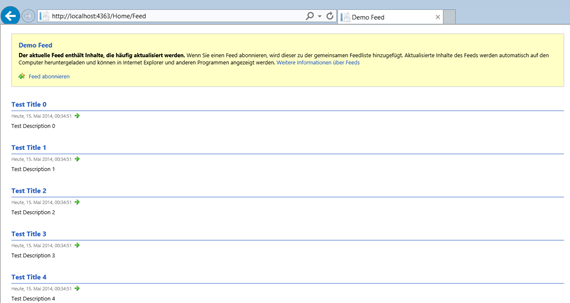 http://localhost:4363/Home/Feed
Demo Feed
Demo Feed
Der aktuelle Feed enthält Inhalte, die häufig aktualisiert werden. Wenn Sie einen Feed abonnieren, wird dieser zu der gemeinsamen Feedliste hinzugefügt. Aktualisierte Inhalte des Feeds werden automatisch auf den
Computer heruntergeladen und können in Internet Explorer und anderen Programmen angezeigt werden. Weitere Informationen über Feeds
Feed abonnieren
Test Title 0
Heute, 15. Mai 2014, 00:34:51
Test Description 0
Test Title 1
Heute, 15. Mai 2014, 00:34:51
Test Description 1
Test Title 2
Heute, 15. Mai 2014, 00:34:51
Test Description 2
Test Title 3
Heute, 15. Mai 2014, 00:34:51
Test Description 3
Test Title 4
Heute, 15. Mai 2014, 00:34:51
Test Description 4